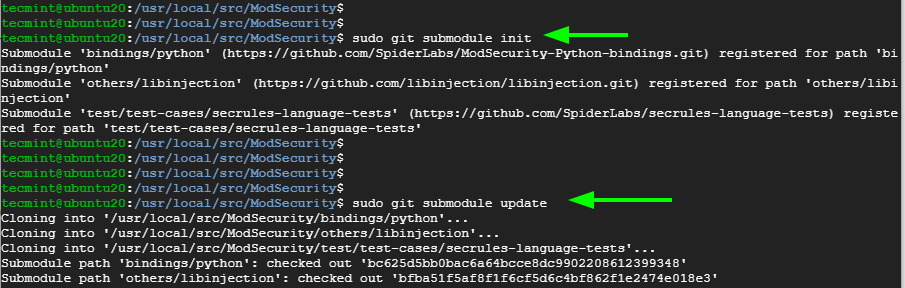 tecmint@ubuntu20:/usr/local/src/ModSecurity$
tecmint@ubuntu20:/usr/local/src/ModSecurity$
tecmint@ubuntu20:/usr/local/src/ModSecurity$ sudo git submodule init
Submodule 'bindings/python' (https://github.com/SpiderLabs/ModSecurity-Python-bindings.git) registered for path 'bi
ndings/python'
Submodule 'others/libinjection' (https://github.com/libinjection/libinjection.git) registered for path 'others/libi
njection'
Submodule 'test/test-cases/secrules-language-tests' (https://github.com/SpiderLabs/secrules-language-tests) registe
red for path 'test/test-cases/secrules-language-tests'
tecmint@ubuntu20:/usr/local/src/ModSecurity$
tecmint@ubuntu20:/usr/local/src/ModSecurity$
tecmint@ubuntu20:/usr/local/src/ModSecurity$
tecmint@ubuntu20:/usr/local/src/ModSecurity$
tecmint@ubuntu20:/usr/local/src/ModSecurity$ sudo git submodule update
Cloning into '/usr/local/src/ModSecurity/bindings/python'...
Cloning into '/usr/local/src/ModSecurity/others/libinjection'...
Cloning into '/usr/local/src/ModSecurity/test/test-cases/secrules-language-tests'...
Submodule path 'bindings/python': checked out 'bc625d5bb0bac6a64bcce8dc9902208612399348'
Submodule path 'others/libinjection': checked out 'bfba51f5af8f1f6cf5d6c4bf862f1e2474e018e3'